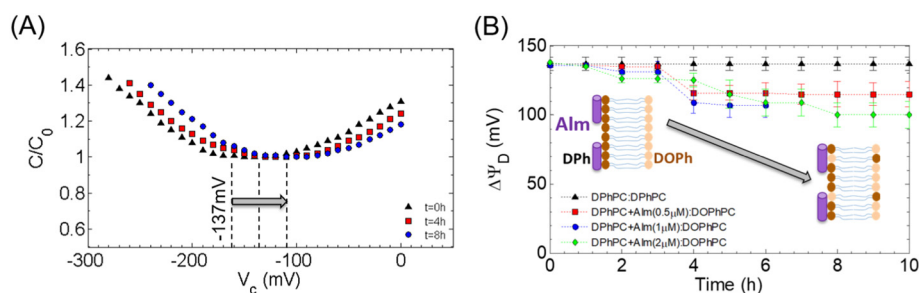 (A)
1.6
1.4
1.2
1
0.8
0.6
C/C₀
-137mV
t=0h
t=4h
t=8h
-300 -200 -100 0
V_c (mV)
(B)
150
100
50
0
ΔΨ_D (mV)
Alm
DPh
DOPh
DPhPC:DPhPC
DPhPC+Alm(0.5μM):DOPhPC
DPhPC+Alm(1μM):DOPhPC
DPhPC+Alm(2μM):DOPhPC
0 2 4 6 8 10
Time (h)